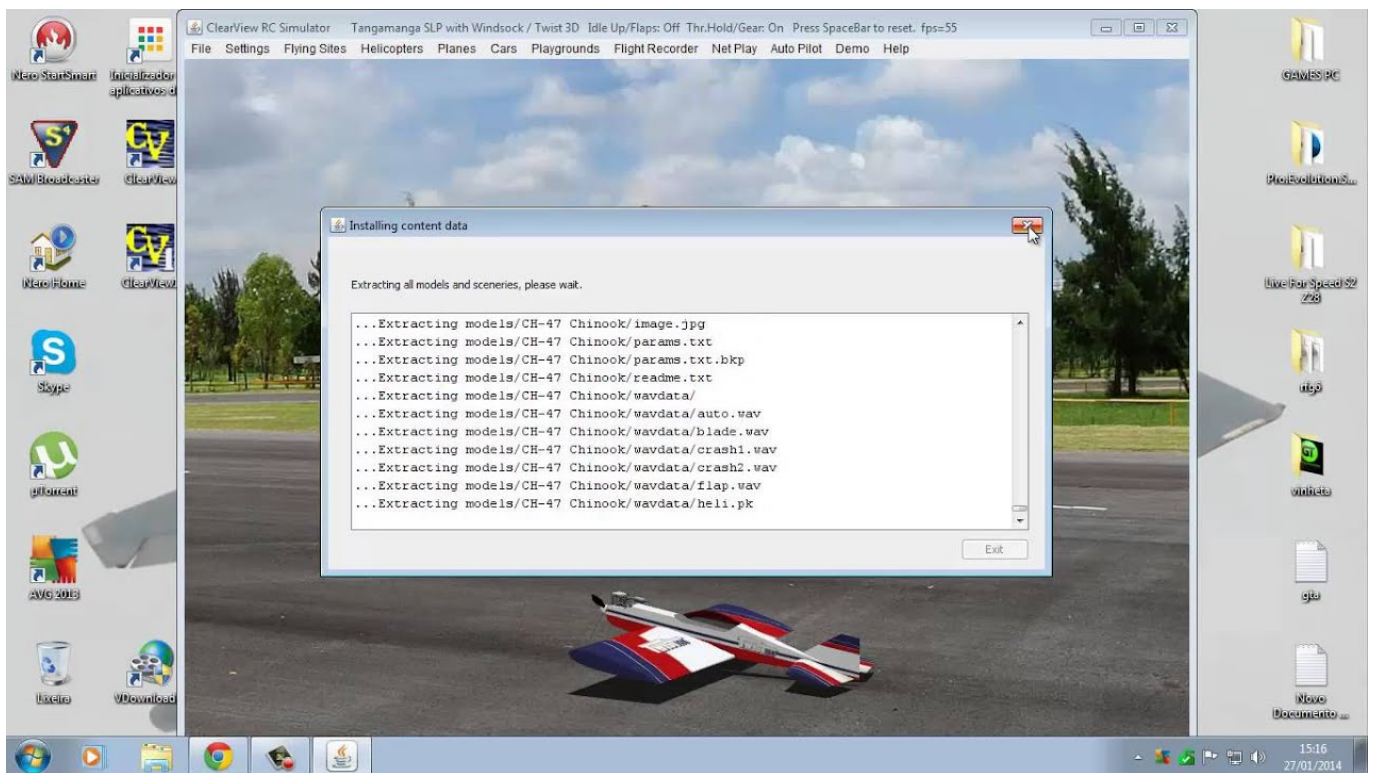 ClearView RC Simulator Tangamanga SLP with Windsock / Twist 3D Idle Up/Flaps: Off Thr.Hold/Gear: On Press SpaceBar to reset. fps=55
File Settings Flying Sites Helicopters Planes Cars Playgrounds Flight Recorder Net Play Auto Pilot Demo Help
Nero StartSmart
Inicializador
aplicativos d
SAM Broadcaster
ClearView
Nero Home
ClearView2
Skype
µTorrent
AVG 2013
Lixeira
VDownload
Installing content data
Extracting all models and sceneries, please wait.
...Extracting models/CH-47 Chinook/image.jpg
...Extracting models/CH-47 Chinook/params.txt
...Extracting models/CH-47 Chinook/params.txt.bkp
...Extracting models/CH-47 Chinook/readme.txt
...Extracting models/CH-47 Chinook/wavdata/
...Extracting models/CH-47 Chinook/wavdata/auto.wav
...Extracting models/CH-47 Chinook/wavdata/blade.wav
...Extracting models/CH-47 Chinook/wavdata/crash1.wav
...Extracting models/CH-47 Chinook/wavdata/crash2.wav
...Extracting models/CH-47 Chinook/wavdata/flap.wav
...Extracting models/CH-47 Chinook/wavdata/heli.pk
Exit
GAMES PC
Live For Speed S2
Z28
vinheta
Novo
Documento ...
15:16
27/01/2014